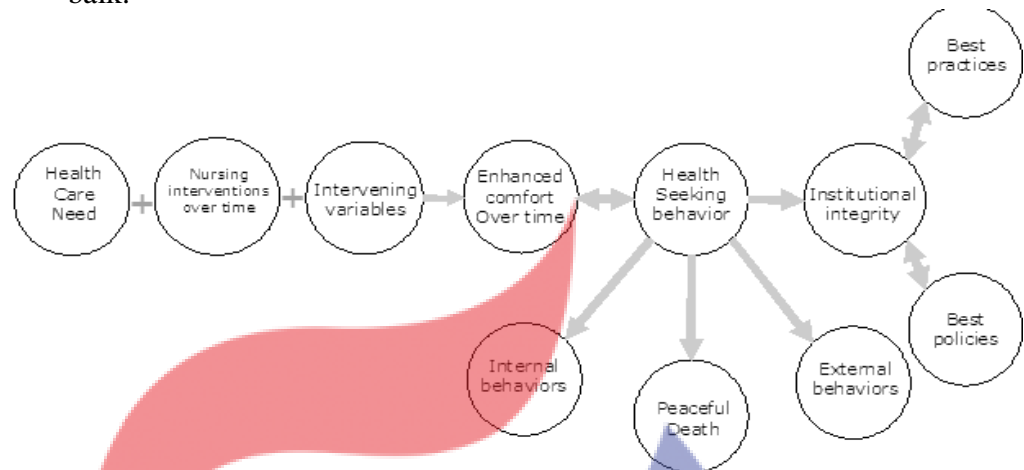 baik.
Best
practices
Health
Care
Need
+
Nursing
interventions
over time
+
Intervening
variables
Enhanced
comfort
Over time
Health
Seeking
behavior
Institutional
integrity
Internal
behaviors
Peaceful
Death
External
behaviors
Best
policies